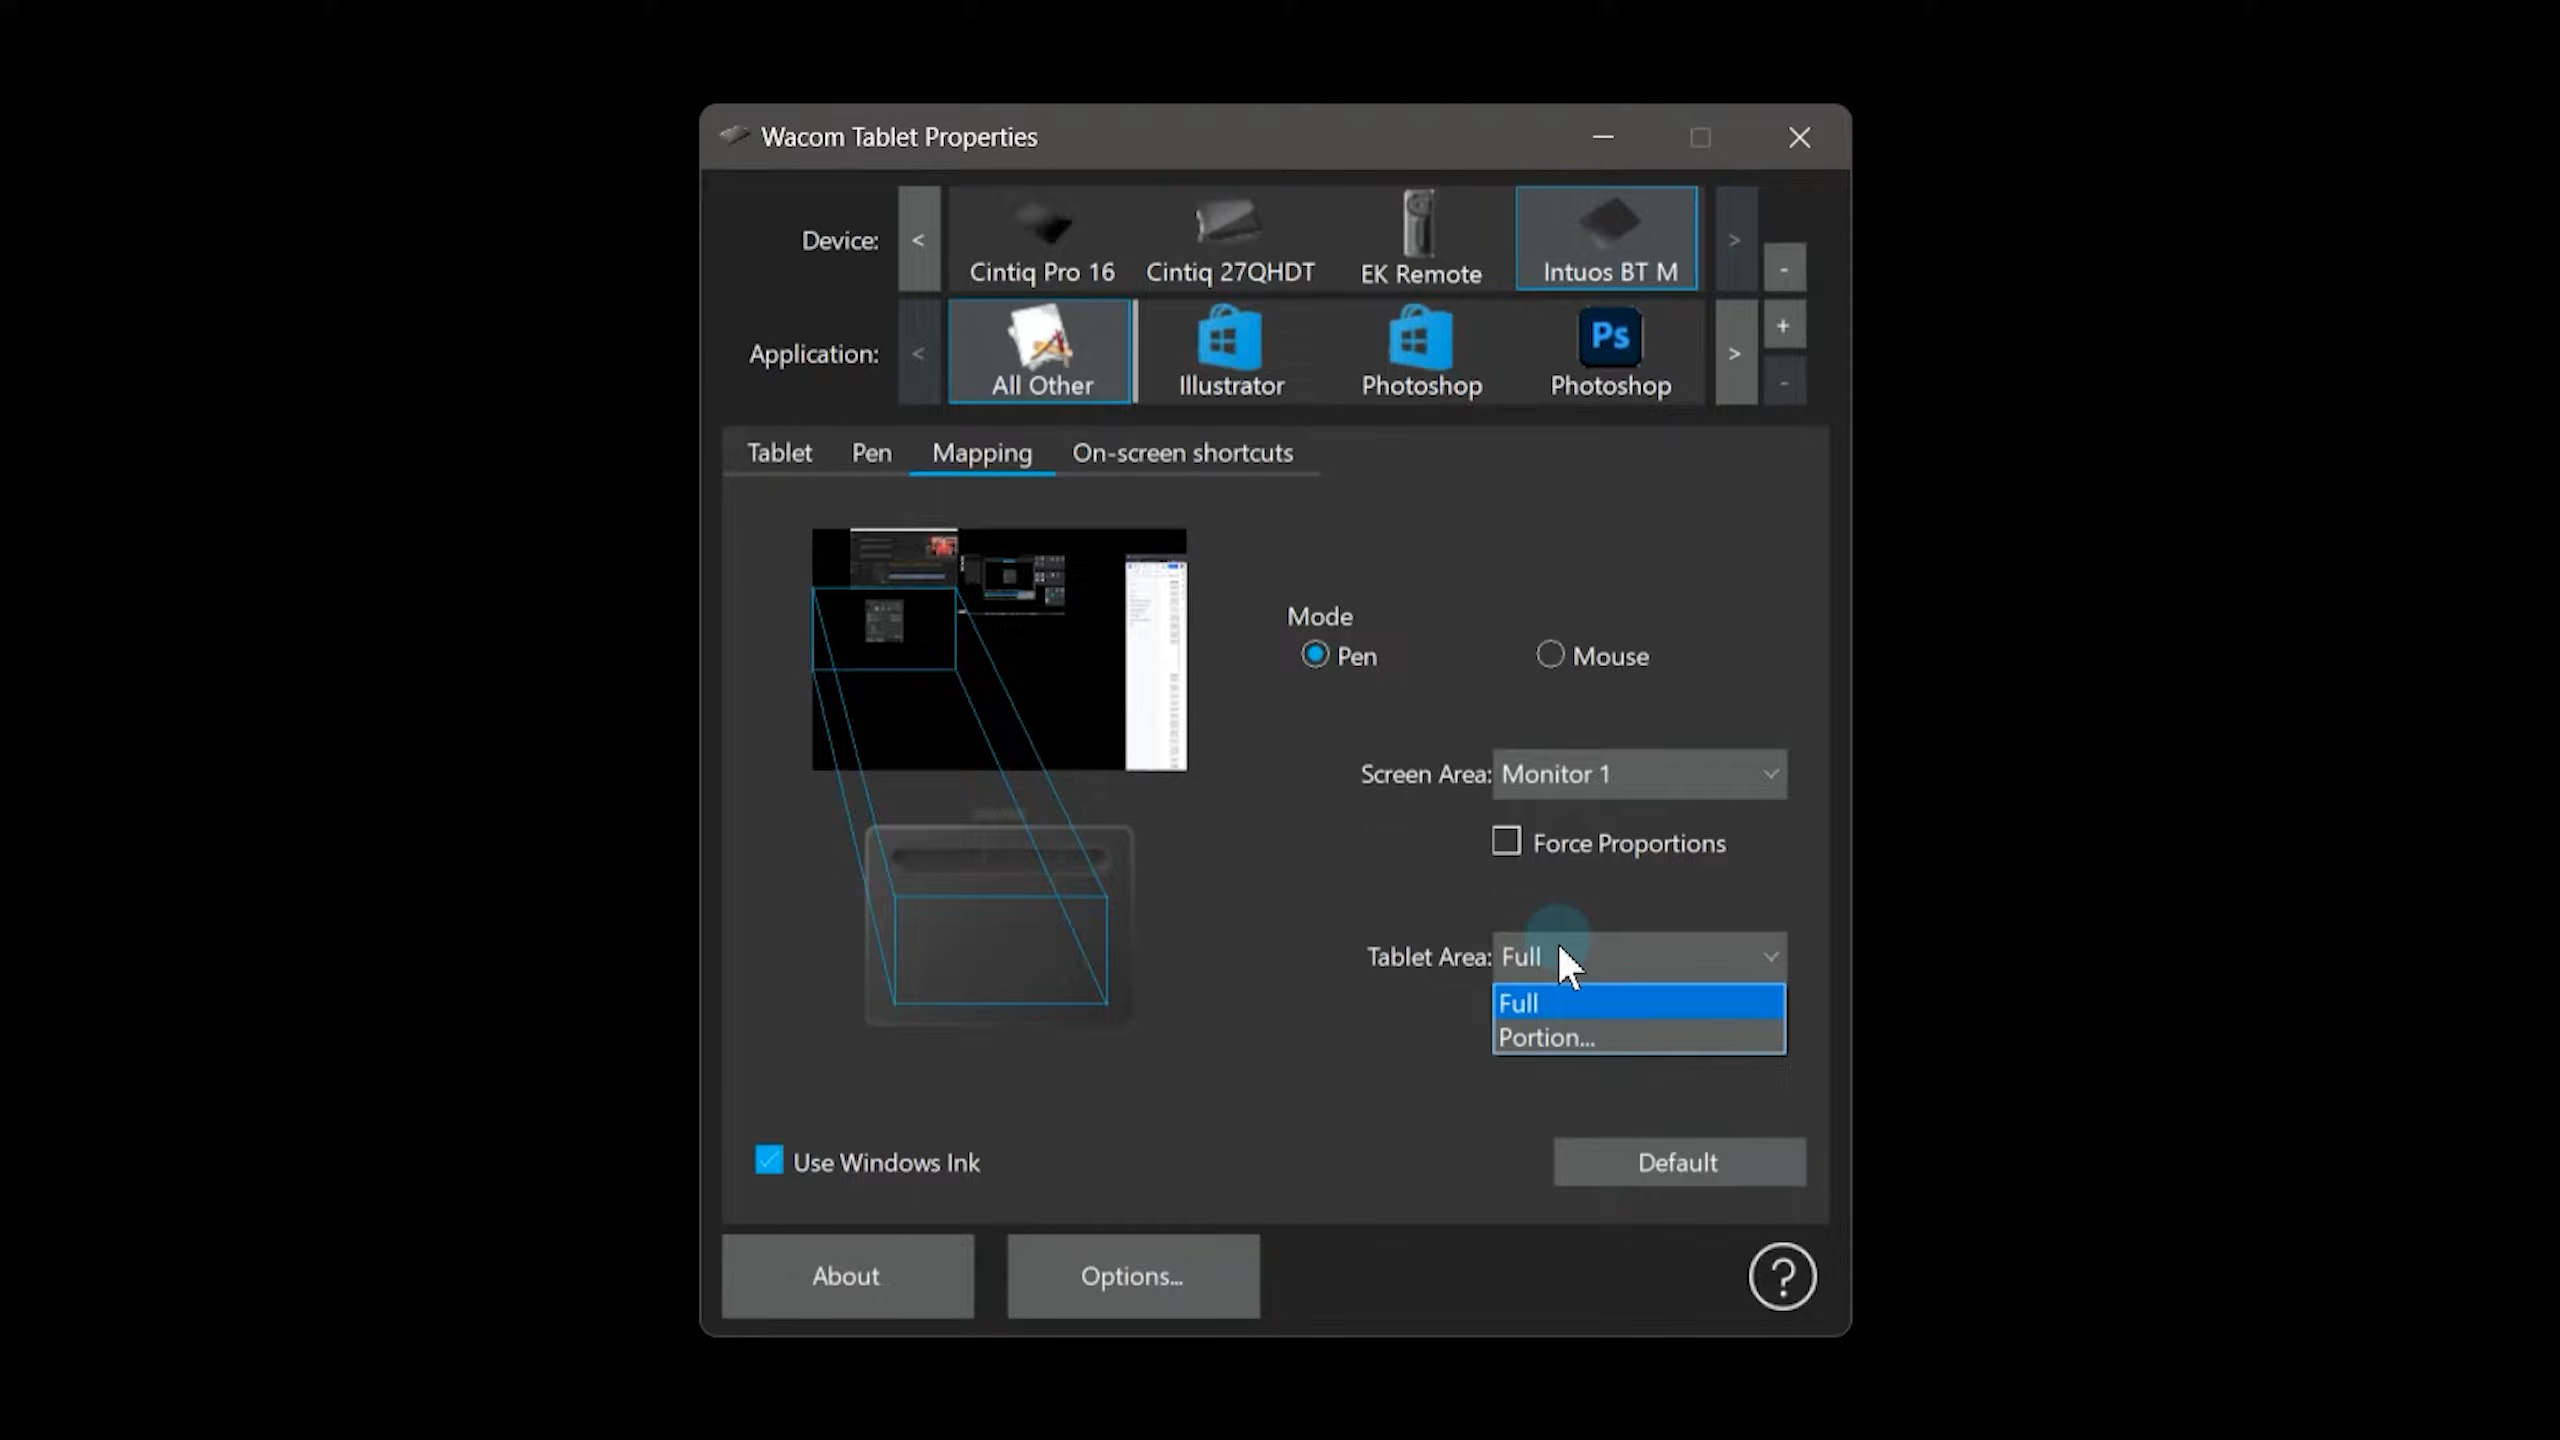 Wacom Tablet Properties
Device:
<
Cintiq Pro 16
Cintiq 27QHDT
EK Remote
Intuos BT M
>
-
Application:
<
All Other
Illustrator
Photoshop
Ps
Photoshop
>
+
-
Tablet
Pen
Mapping
On-screen shortcuts
Mode
Pen
Mouse
Screen Area: Monitor 1
Force Proportions
Tablet Area: Full
Full
Portion...
Use Windows Ink
Default
About
Options...
?